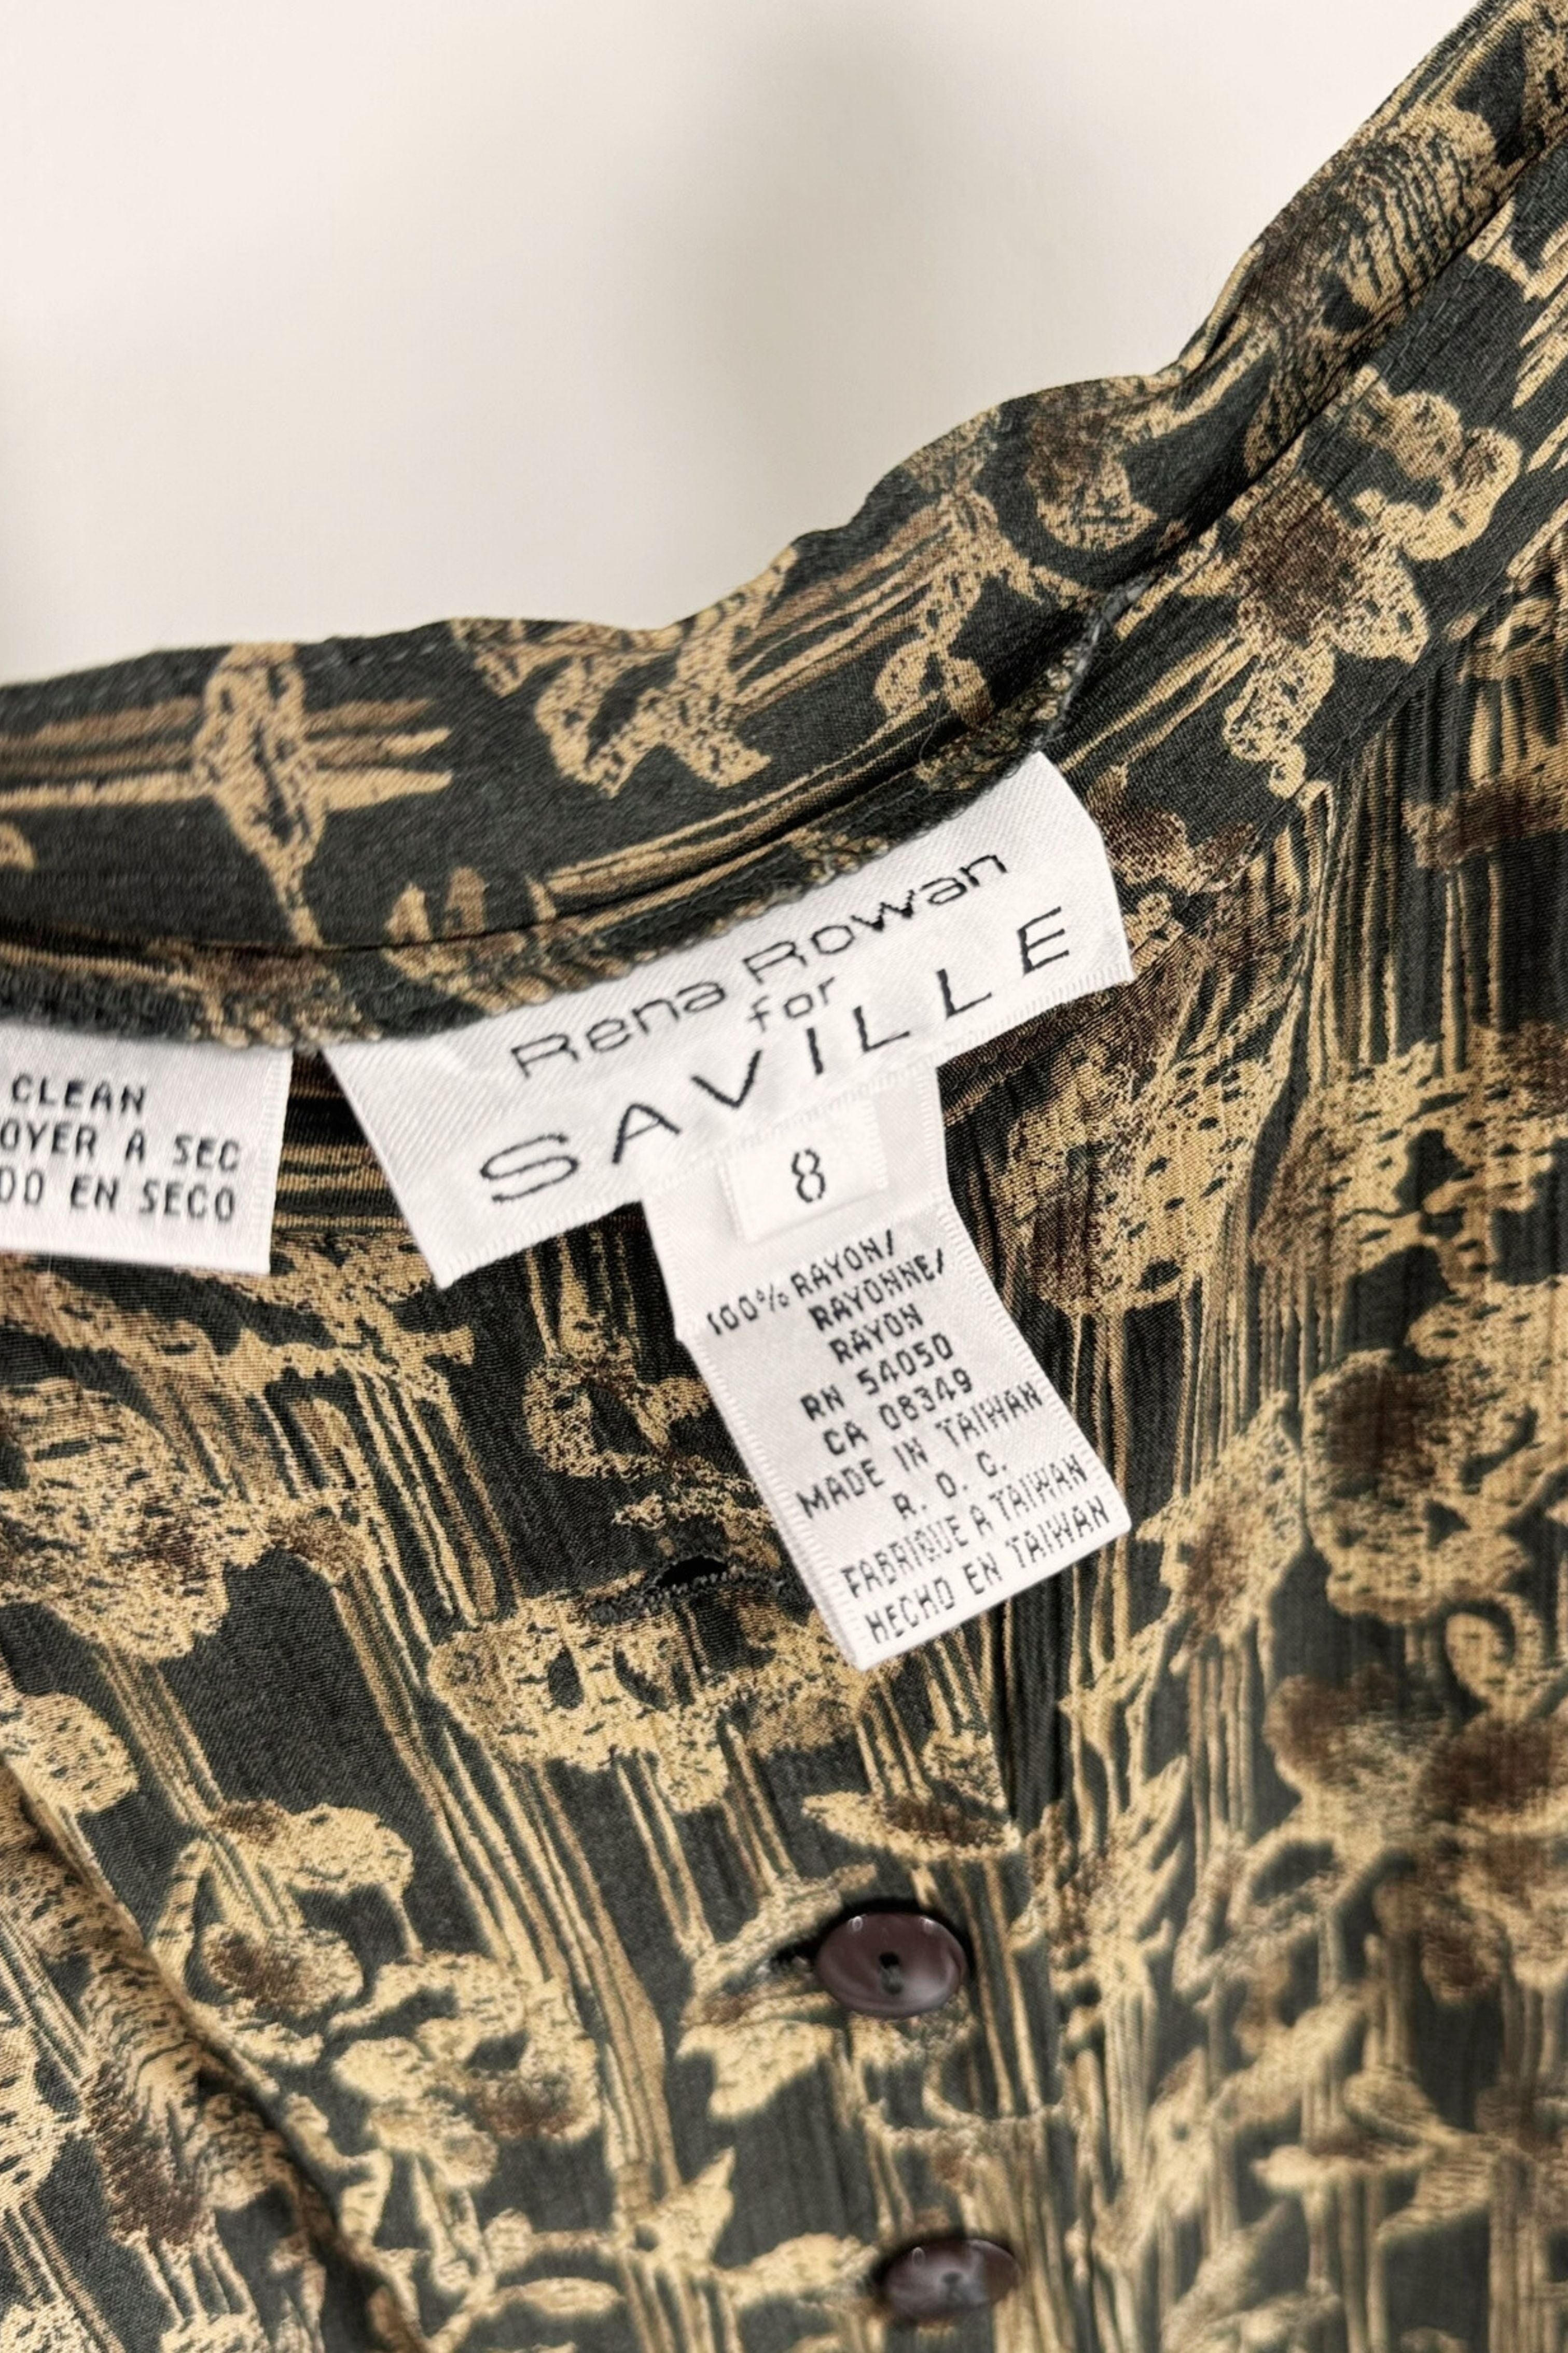 CLEAN
OYER A SEC
DO EN SECO
Rena Rowan
for
SAVILLE
8
100% RAYON/
RAYONNE/
RAYON
RN 54050
CA 08349
MADE IN TAIWAN
R. O. C.
FABRIQUE A TAIWAN
HECHO EN TAIWAN